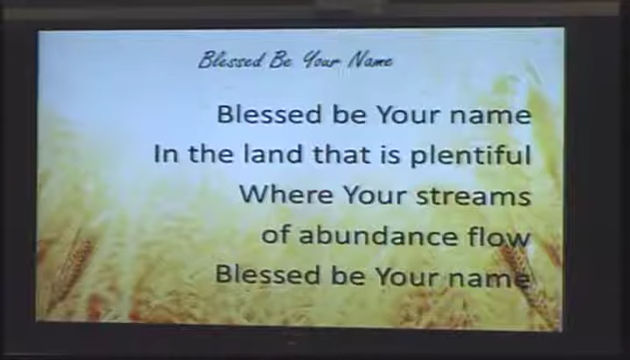 Blessed Be Your Name
Blessed be Your name
In the land that is plentiful
Where Your streams
of abundance flow
Blessed be Your name